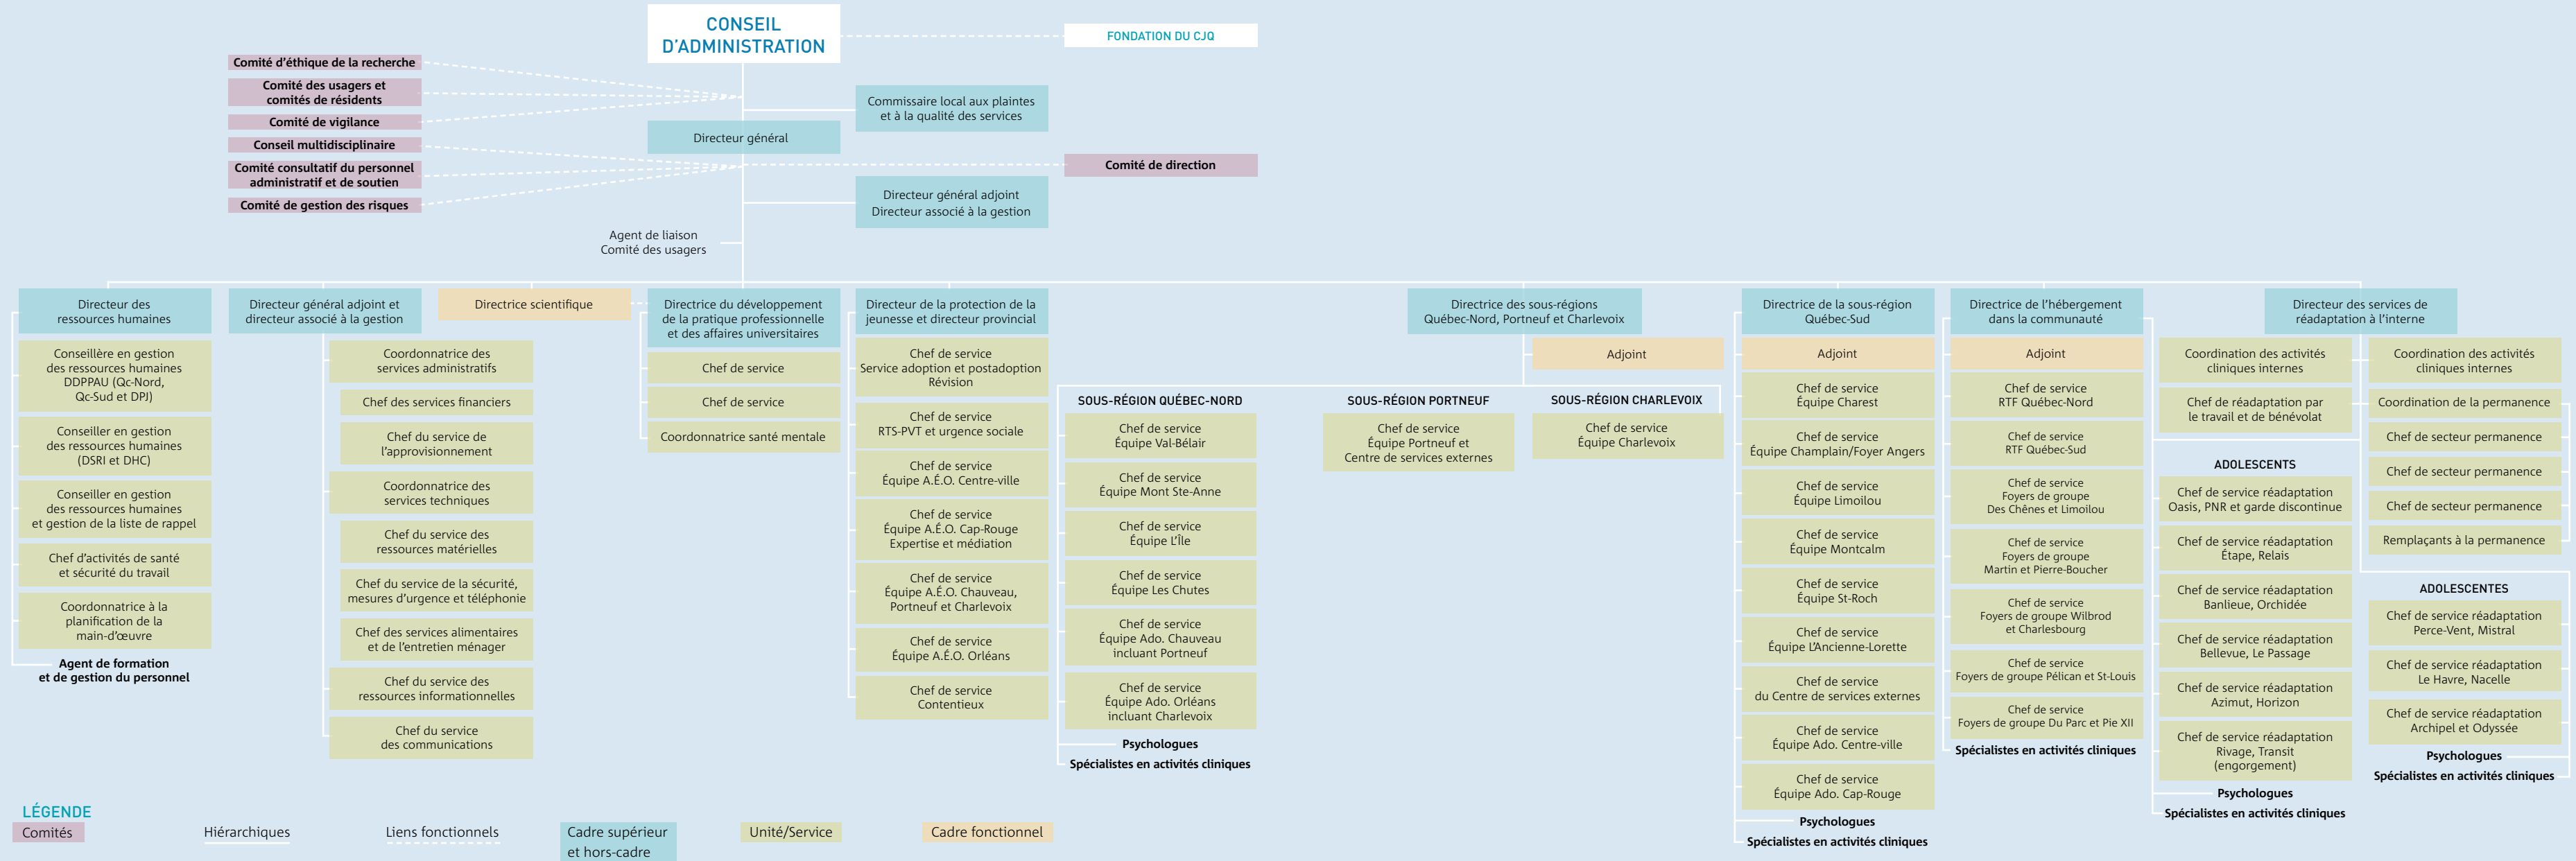 CONSEIL
D'ADMINISTRATION
FONDATION DU CJQ
Comité d'éthique de la recherche
Comité des usagers et
comités de résidents
Comité de vigilance
Conseil multidisciplinaire
Comité consultatif du personnel
administratif et de soutien
Comité de gestion des risques
Commissaire local aux plaintes
et à la qualité des services
Directeur général
Comité de direction
Directeur général adjoint
Directeur associé à la gestion
Agent de liaison
Comité des usagers
Directeur des
ressources humaines
Conseillère en gestion
des ressources humaines
DDPPAU (Qc-Nord,
Qc-Sud et DPJ)
Conseiller en gestion
des ressources humaines
(DSRI et DHC)
Conseiller en gestion
des ressources humaines
et gestion de la liste de rappel
Chef d'activités de santé
et sécurité du travail
Coordonnatrice à la
planification de la
main-d'œuvre
Agent de formation
et de gestion du personnel
Directeur général adjoint et
directeur associé à la gestion
Coordonnatrice des
services administratifs
Chef des services financiers
Chef du service de
l'approvisionnement
Coordonnatrice des
services techniques
Chef du service des
ressources matérielles
Chef du service de la sécurité,
mesures d'urgence et téléphonie
Chef des services alimentaires
et de l'entretien ménager
Chef du service des
ressources informationnelles
Chef du service
des communications
Directrice scientifique
Directrice du développement
de la pratique professionnelle
et des affaires universitaires
Chef de service
Chef de service
Coordonnatrice santé mentale
Directeur de la protection de la
jeunesse et directeur provincial
Chef de service
Service adoption et postadoption
Révision
Chef de service
RTS-PVT et urgence sociale
Chef de service
Équipe A.É.O. Centre-ville
Chef de service
Équipe A.É.O. Cap-Rouge
Expertise et médiation
Chef de service
Équipe A.É.O. Chauveau,
Portneuf et Charlevoix
Chef de service
Équipe A.É.O. Orléans
Chef de service
Contentieux
Directrice des sous-régions
Québec-Nord, Portneuf et Charlevoix
Adjoint
SOUS-RÉGION QUÉBEC-NORD
Chef de service
Équipe Val-Bélair
Chef de service
Équipe Mont Ste-Anne
Chef de service
Équipe L'Île
Chef de service
Équipe Les Chutes
Chef de service
Équipe Ado. Chauveau
incluant Portneuf
Chef de service
Équipe Ado. Orléans
incluant Charlevoix
Psychologues
Spécialistes en activités cliniques
SOUS-RÉGION PORTNEUF
Chef de service
Équipe Portneuf et
Centre de services externes
SOUS-RÉGION CHARLEVOIX
Chef de service
Équipe Charlevoix
Directrice de la sous-région
Québec-Sud
Adjoint
Chef de service
Équipe Charest
Chef de service
Équipe Champlain/Foyer Angers
Chef de service
Équipe Limoilou
Chef de service
Équipe Montcalm
Chef de service
Équipe St-Roch
Chef de service
Équipe L'Ancienne-Lorette
Chef de service
du Centre de services externes
Chef de service
Équipe Ado. Centre-ville
Chef de service
Équipe Ado. Cap-Rouge
Psychologues
Spécialistes en activités cliniques
Directrice de l'hébergement
dans la communauté
Adjoint
Chef de service
RTF Québec-Nord
Chef de service
RTF Québec-Sud
Chef de service
Foyers de groupe
Des Chênes et Limoilou
Chef de service
Foyers de groupe
Martin et Pierre-Boucher
Chef de service
Foyers de groupe Wilbrod
et Charlesbourg
Chef de service
Foyers de groupe Pélican et St-Louis
Chef de service
Foyers de groupe Du Parc et Pie XII
Spécialistes en activités cliniques
Directeur des services de
réadaptation à l'interne
Coordination des activités
cliniques internes
Chef de réadaptation par
le travail et de bénévolat
ADOLESCENTS
Chef de service réadaptation
Oasis, PNR et garde discontinue
Chef de service réadaptation
Étape, Relais
Chef de service réadaptation
Banlieue, Orchidée
Chef de service réadaptation
Bellevue, Le Passage
Chef de service réadaptation
Azimut, Horizon
Chef de service réadaptation
Rivage, Transit
(engorgement)
Psychologues
Spécialistes en activités cliniques
Coordination des activités
cliniques internes
Coordination de la permanence
Chef de secteur permanence
Chef de secteur permanence
Chef de secteur permanence
Remplaçants à la permanence
ADOLESCENTES
Chef de service réadaptation
Perce-Vent, Mistral
Chef de service réadaptation
Le Havre, Nacelle
Chef de service réadaptation
Archipel et Odyssée
Psychologues
Spécialistes en activités cliniques
LÉGENDE
Comités
Hiérarchiques
Liens fonctionnels
Cadre supérieur
et hors-cadre
Unité/Service
Cadre fonctionnel